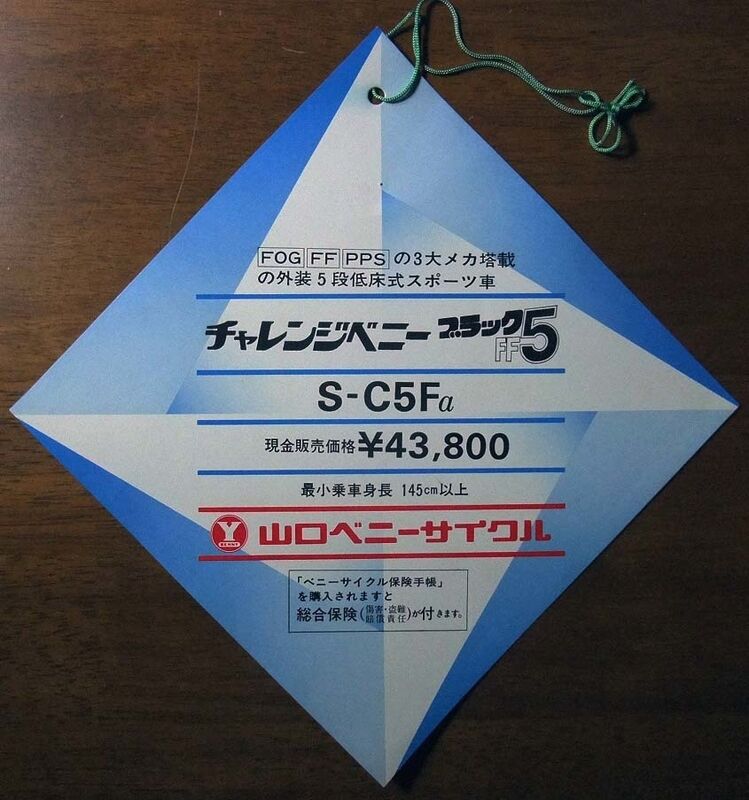 FOG FF PPS の3大メカ塔載
の外装5段低床式スポーツ車
チャレンジベニー ブラック FF5
S-C5Fa
現金販売価格 ¥43,800
最小乗車身長 145cm以上
Y BENNY 山口ベニーサイクル
「ベニーサイクル保険手帳」
を購入されますと
総合保険(傷害・盗難 賠償責任)が付きます。